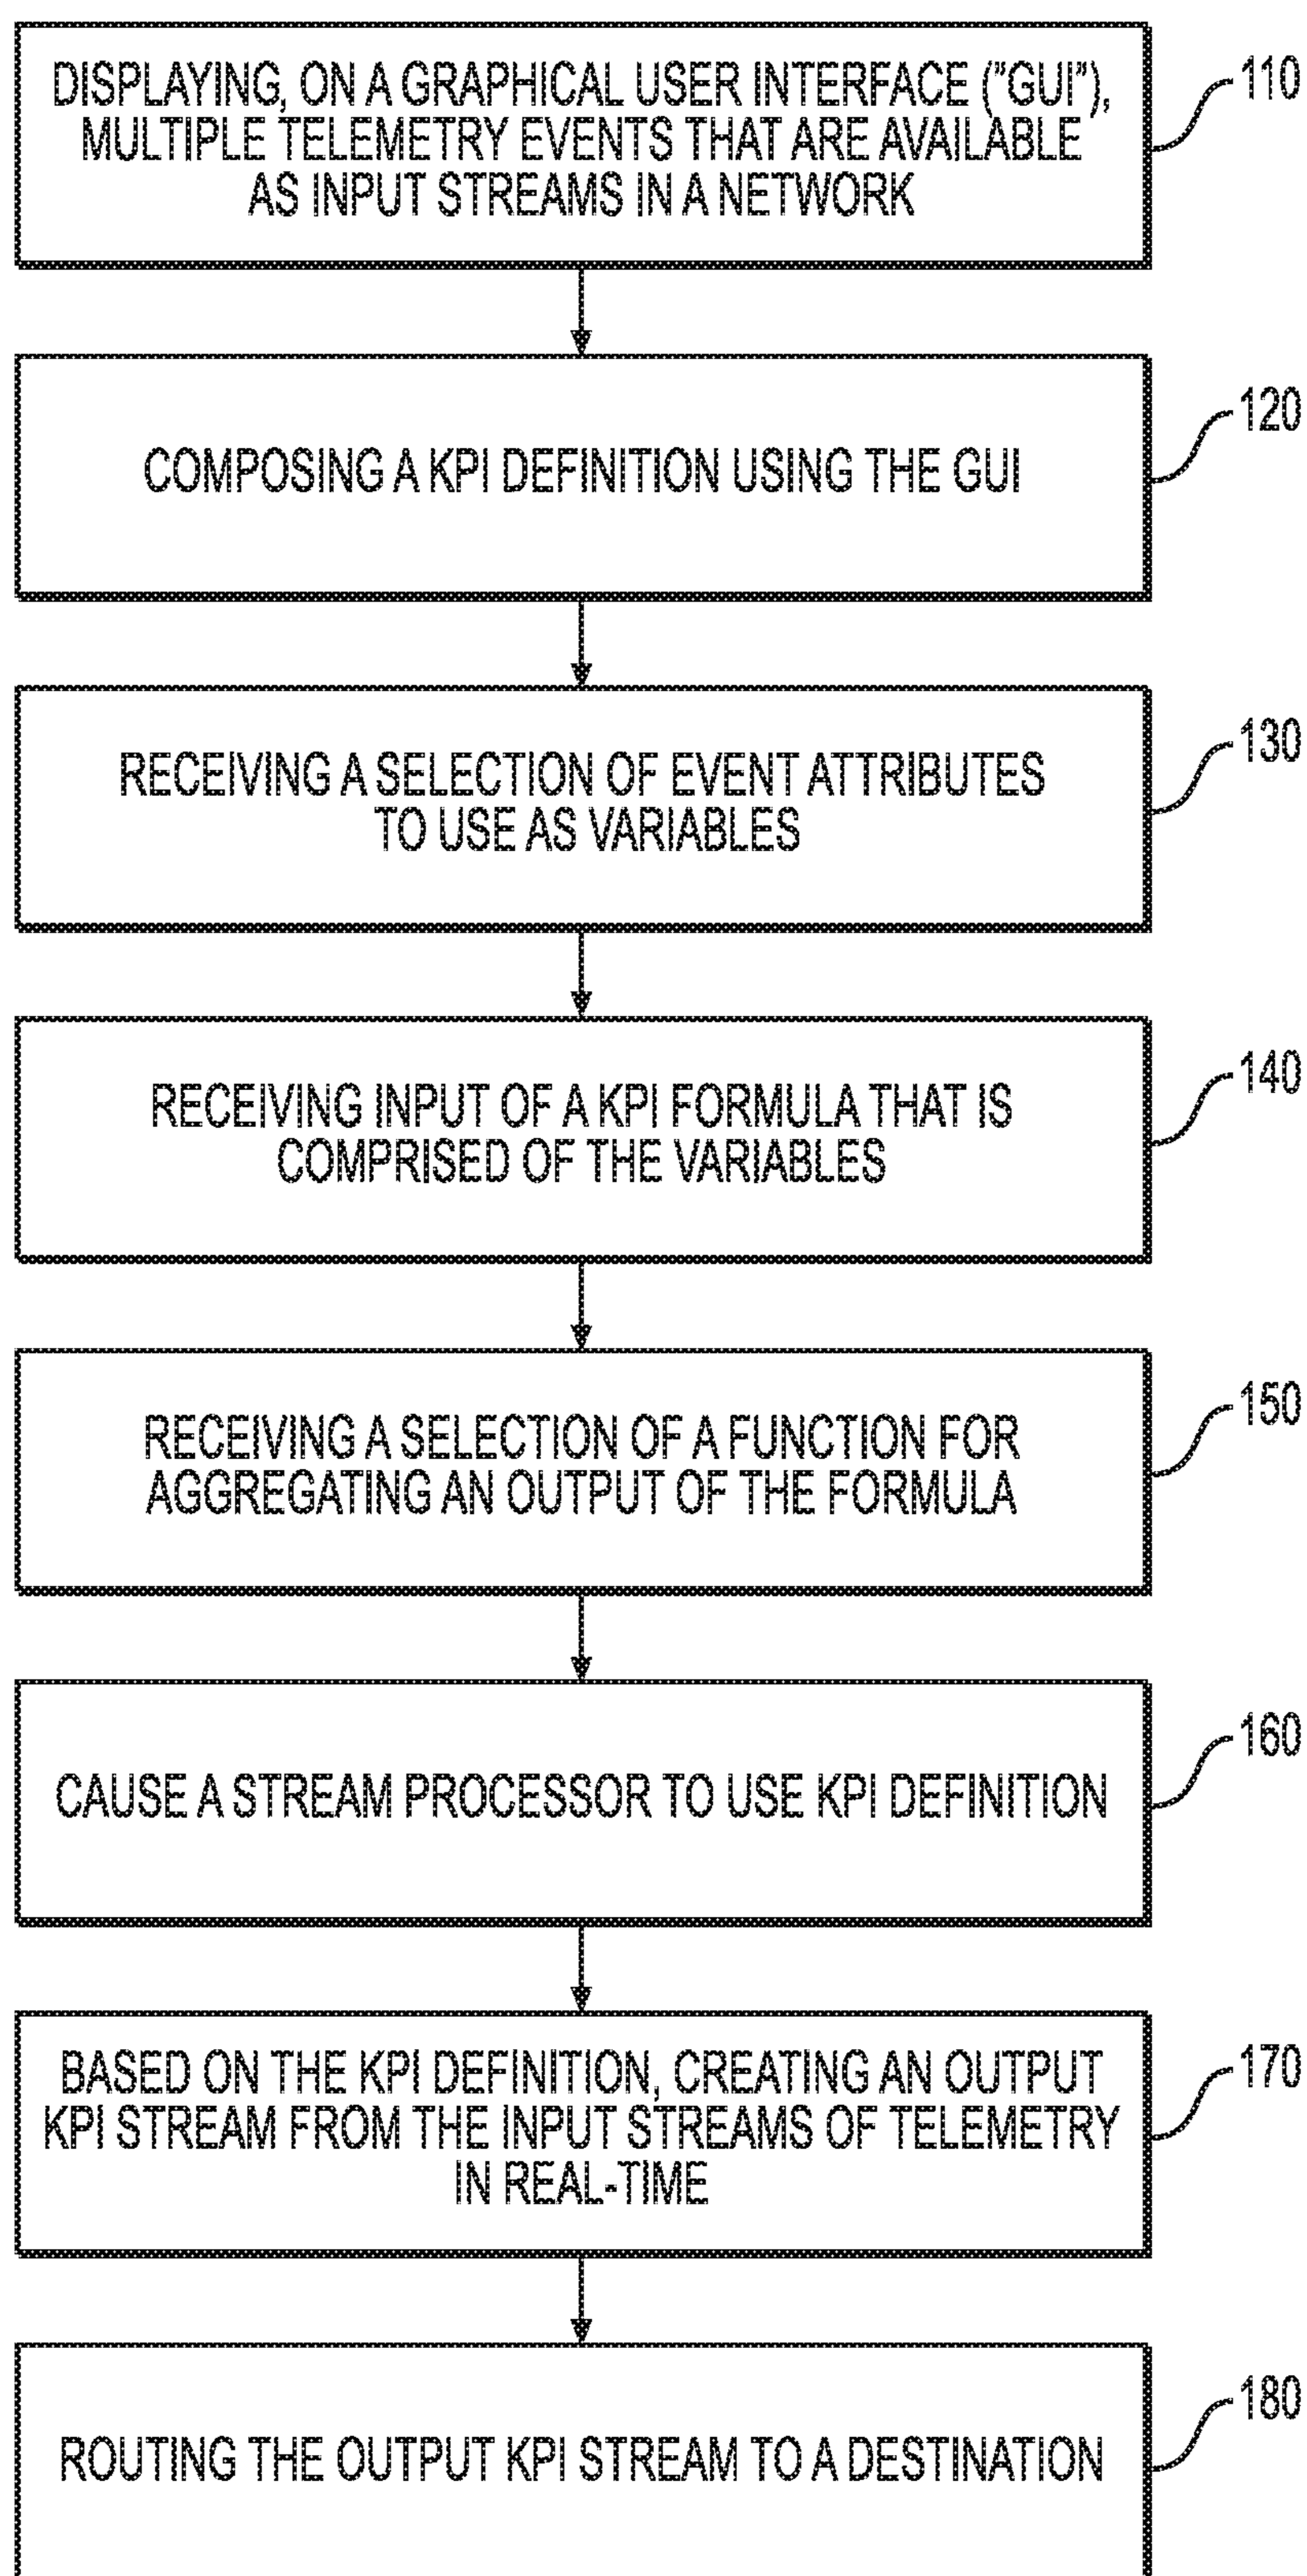 DISPLAYING, ON A GRAPHICAL USER INTERFACE ("GUI"),
MULTIPLE TELEMETRY EVENTS THAT ARE AVAILABLE
AS INPUT STREAMS IN A NETWORK
110
COMPOSING A KPI DEFINITION USING THE GUI
120
RECEIVING A SELECTION OF EVENT ATTRIBUTES
TO USE AS VARIABLES
130
RECEIVING INPUT OF A KPI FORMULA THAT IS
COMPRISED OF THE VARIABLES
140
RECEIVING A SELECTION OF A FUNCTION FOR
AGGREGATING AN OUTPUT OF THE FORMULA
150
CAUSE A STREAM PROCESSOR TO USE KPI DEFINITION
160
BASED ON THE KPI DEFINITION, CREATING AN OUTPUT
KPI STREAM FROM THE INPUT STREAMS OF TELEMETRY
IN REAL-TIME
170
ROUTING THE OUTPUT KPI STREAM TO A DESTINATION
180